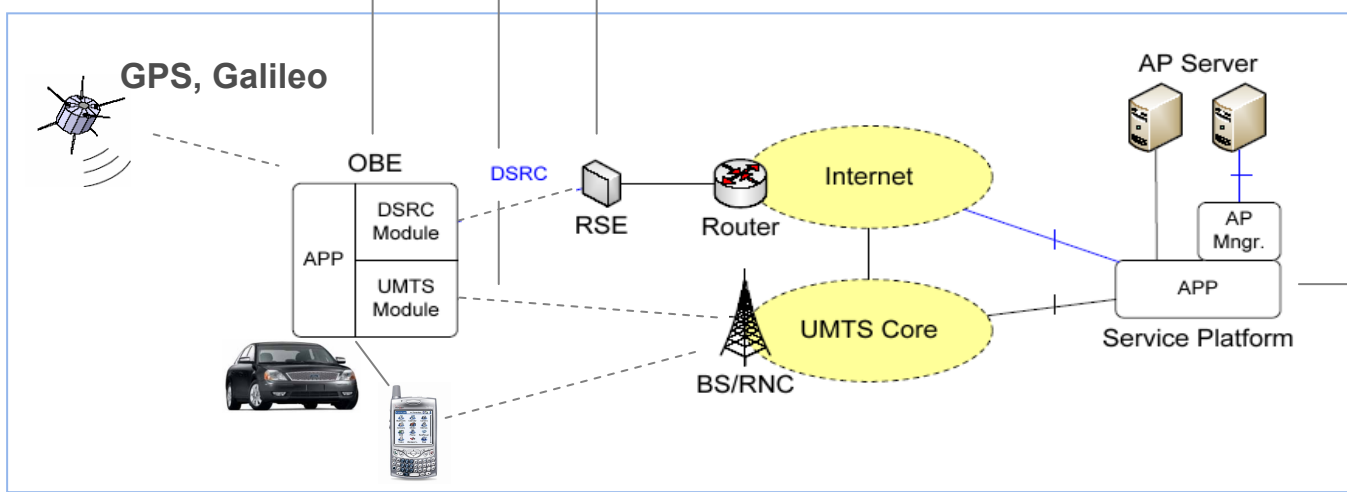 GPS, Galileo
AP Server
OBE
DSRC
DSRC
Module
APP
UMTS
Module
RSE
Router
Internet
AP
Mngr.
APP
Service Platform
UMTS Core
BS/RNC